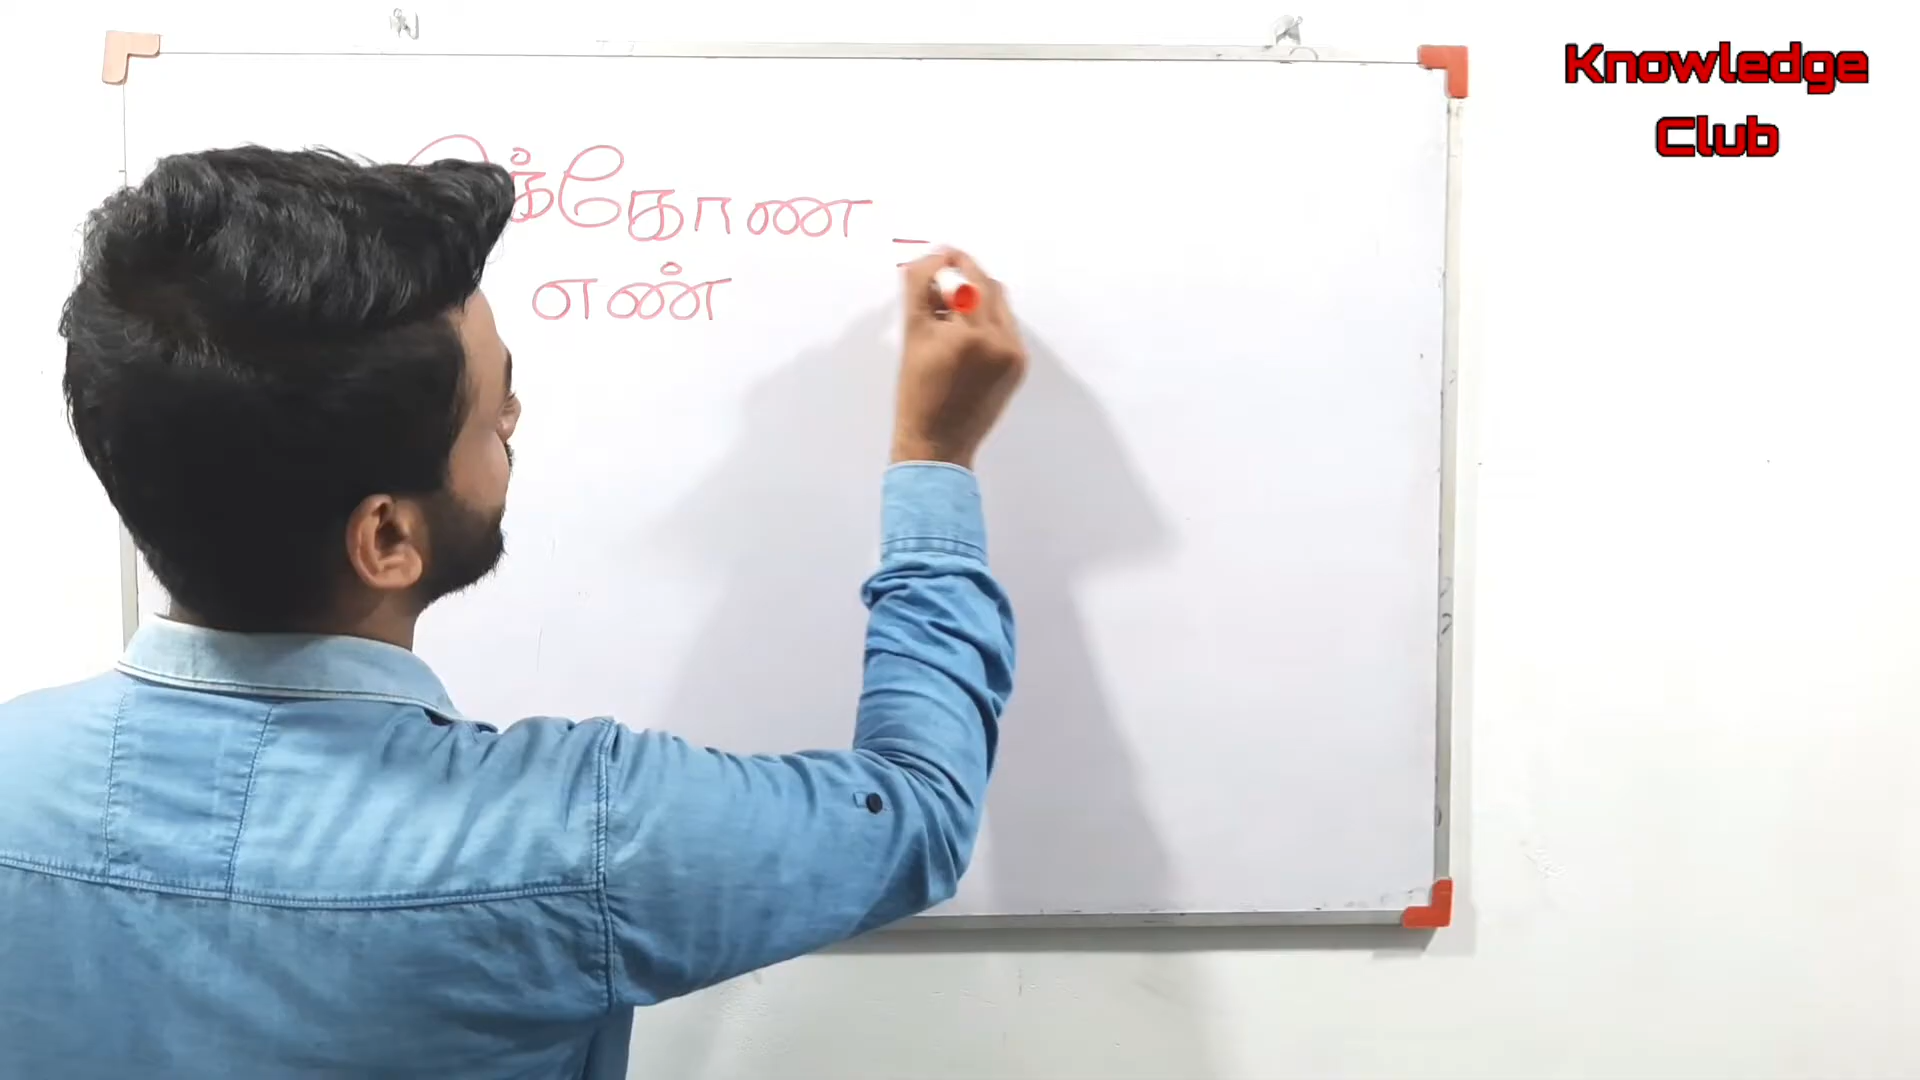 Knowledge
Club
முக்கோண =
எண்